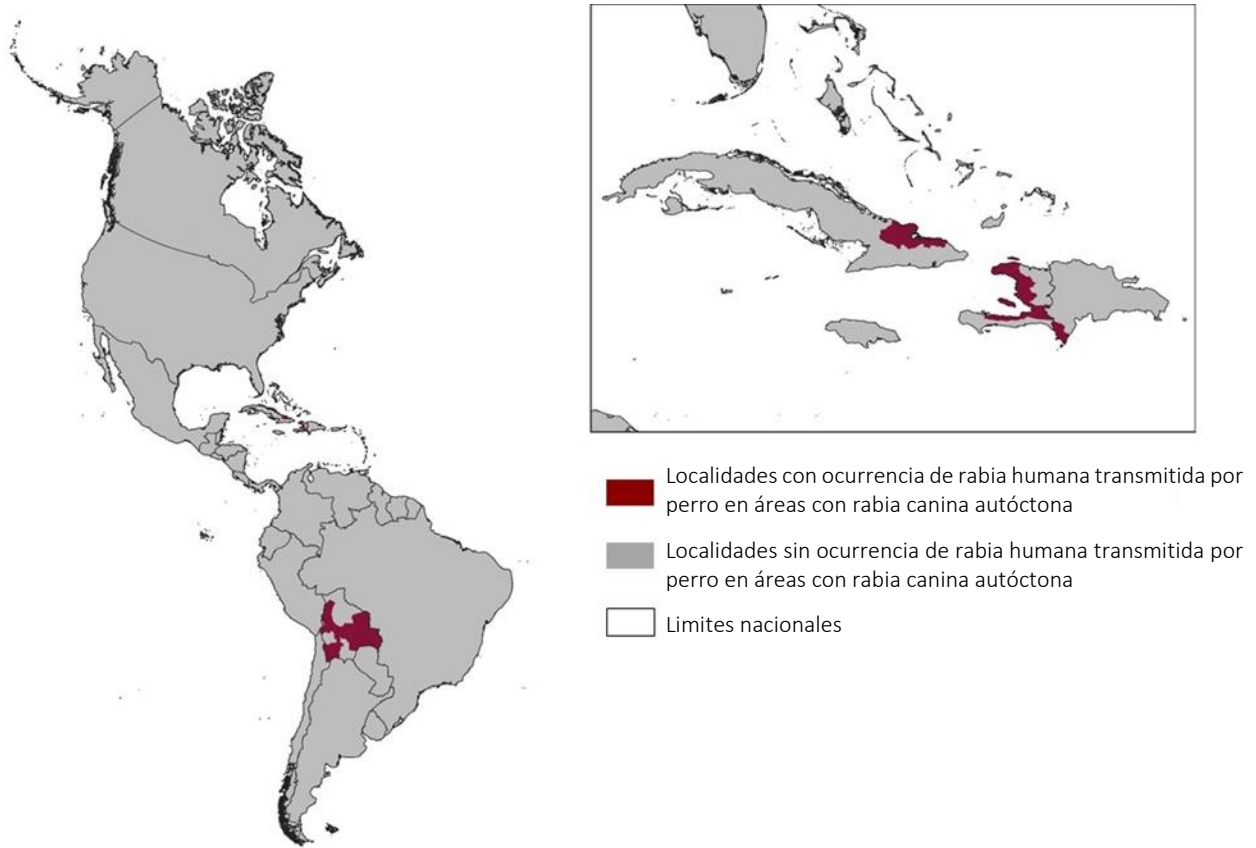 Localidades con ocurrencia de rabia humana transmitida por
perro en áreas con rabia canina autóctona
Localidades sin ocurrencia de rabia humana transmitida por
perro en áreas con rabia canina autóctona
Limites nacionales